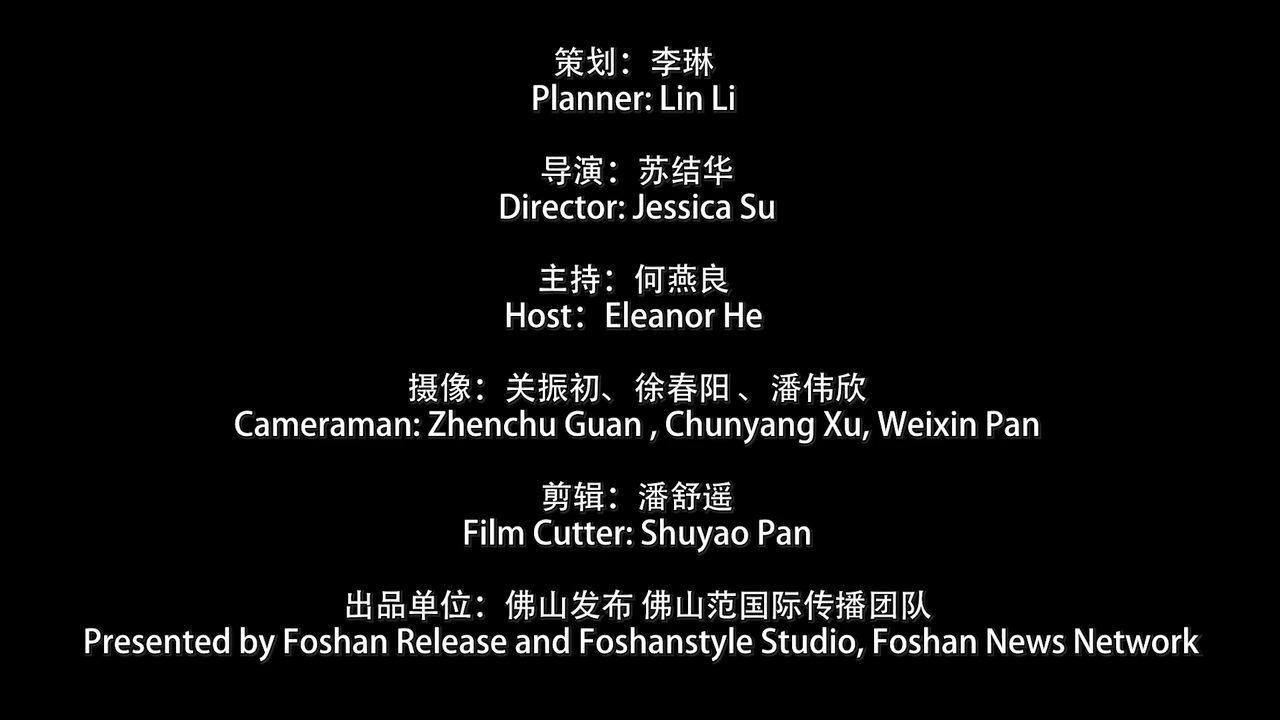 策划：李琳
Planner: Lin Li
导演：苏结华
Director: Jessica Su
主持：何燕良
Host：Eleanor He
摄像：关振初、徐春阳 、潘伟欣
Cameraman: Zhenchu Guan , Chunyang Xu, Weixin Pan
剪辑：潘舒遥
Film Cutter: Shuyao Pan
出品单位：佛山发布 佛山范国际传播团队
Presented by Foshan Release and Foshanstyle Studio, Foshan News Network